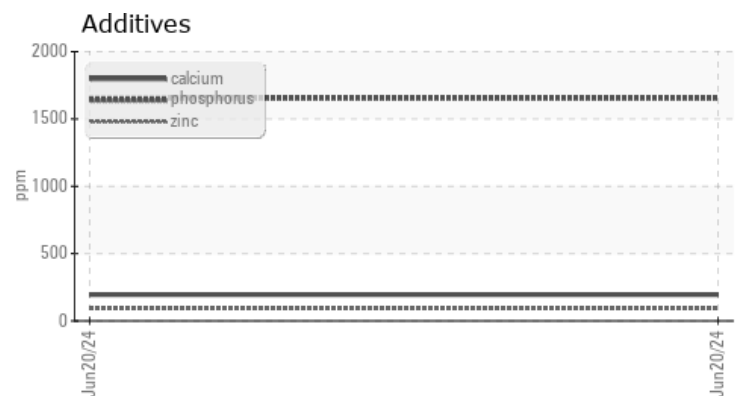 Additives
2000
1500
1000
500
0
ppm
calcium
phosphorus
zinc
Jun20/24
Jun20/24